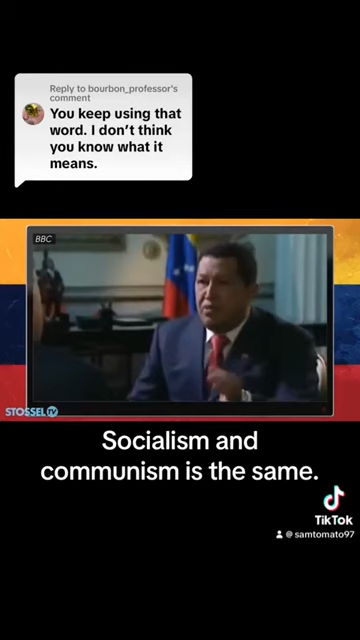 Reply to bourbon_professor's
comment
You keep using that
word. I don't think
you know what it
means.
BBC
STOSSEL TV
Socialism and
communism is the same.
TikTok
@samtomato97